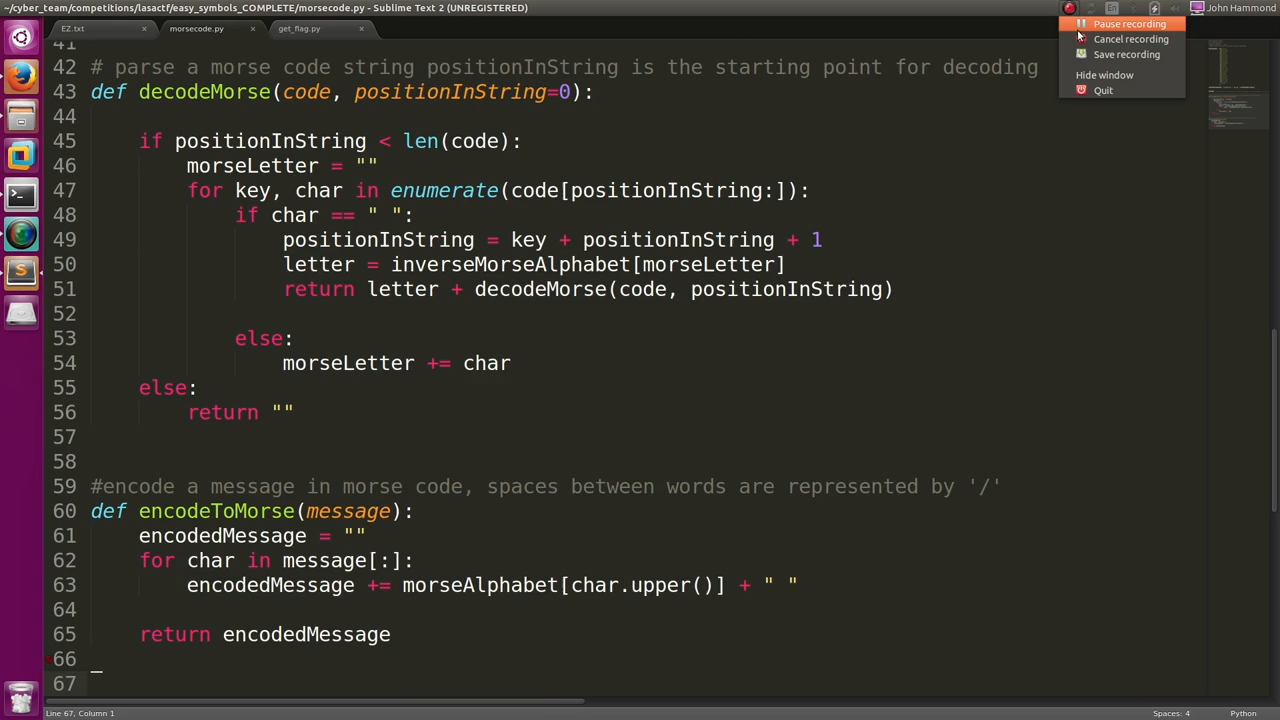 ~/cyber_team/competitions/lasactf/easy_symbols_COMPLETE/morsecode.py - Sublime Text 2 (UNREGISTERED)
En
John Hammond
EZ.txt × morsecode.py × get_flag.py ×
Pause recording
Cancel recording
Save recording
Hide window
Quit
41
42 # parse a morse code string positionInString is the starting point for decoding
43 def decodeMorse(code, positionInString=0):
44
45     if positionInString < len(code):
46         morseLetter = ""
47         for key, char in enumerate(code[positionInString:]):
48             if char == " ":
49                 positionInString = key + positionInString + 1
50                 letter = inverseMorseAlphabet[morseLetter]
51                 return letter + decodeMorse(code, positionInString)
52
53             else:
54                 morseLetter += char
55     else:
56         return ""
57
58
59 #encode a message in morse code, spaces between words are represented by '/'
60 def encodeToMorse(message):
61     encodedMessage = ""
62     for char in message[:]:
63         encodedMessage += morseAlphabet[char.upper()] + " "
64
65     return encodedMessage
66
67
Line 67, Column 1
Spaces: 4
Python